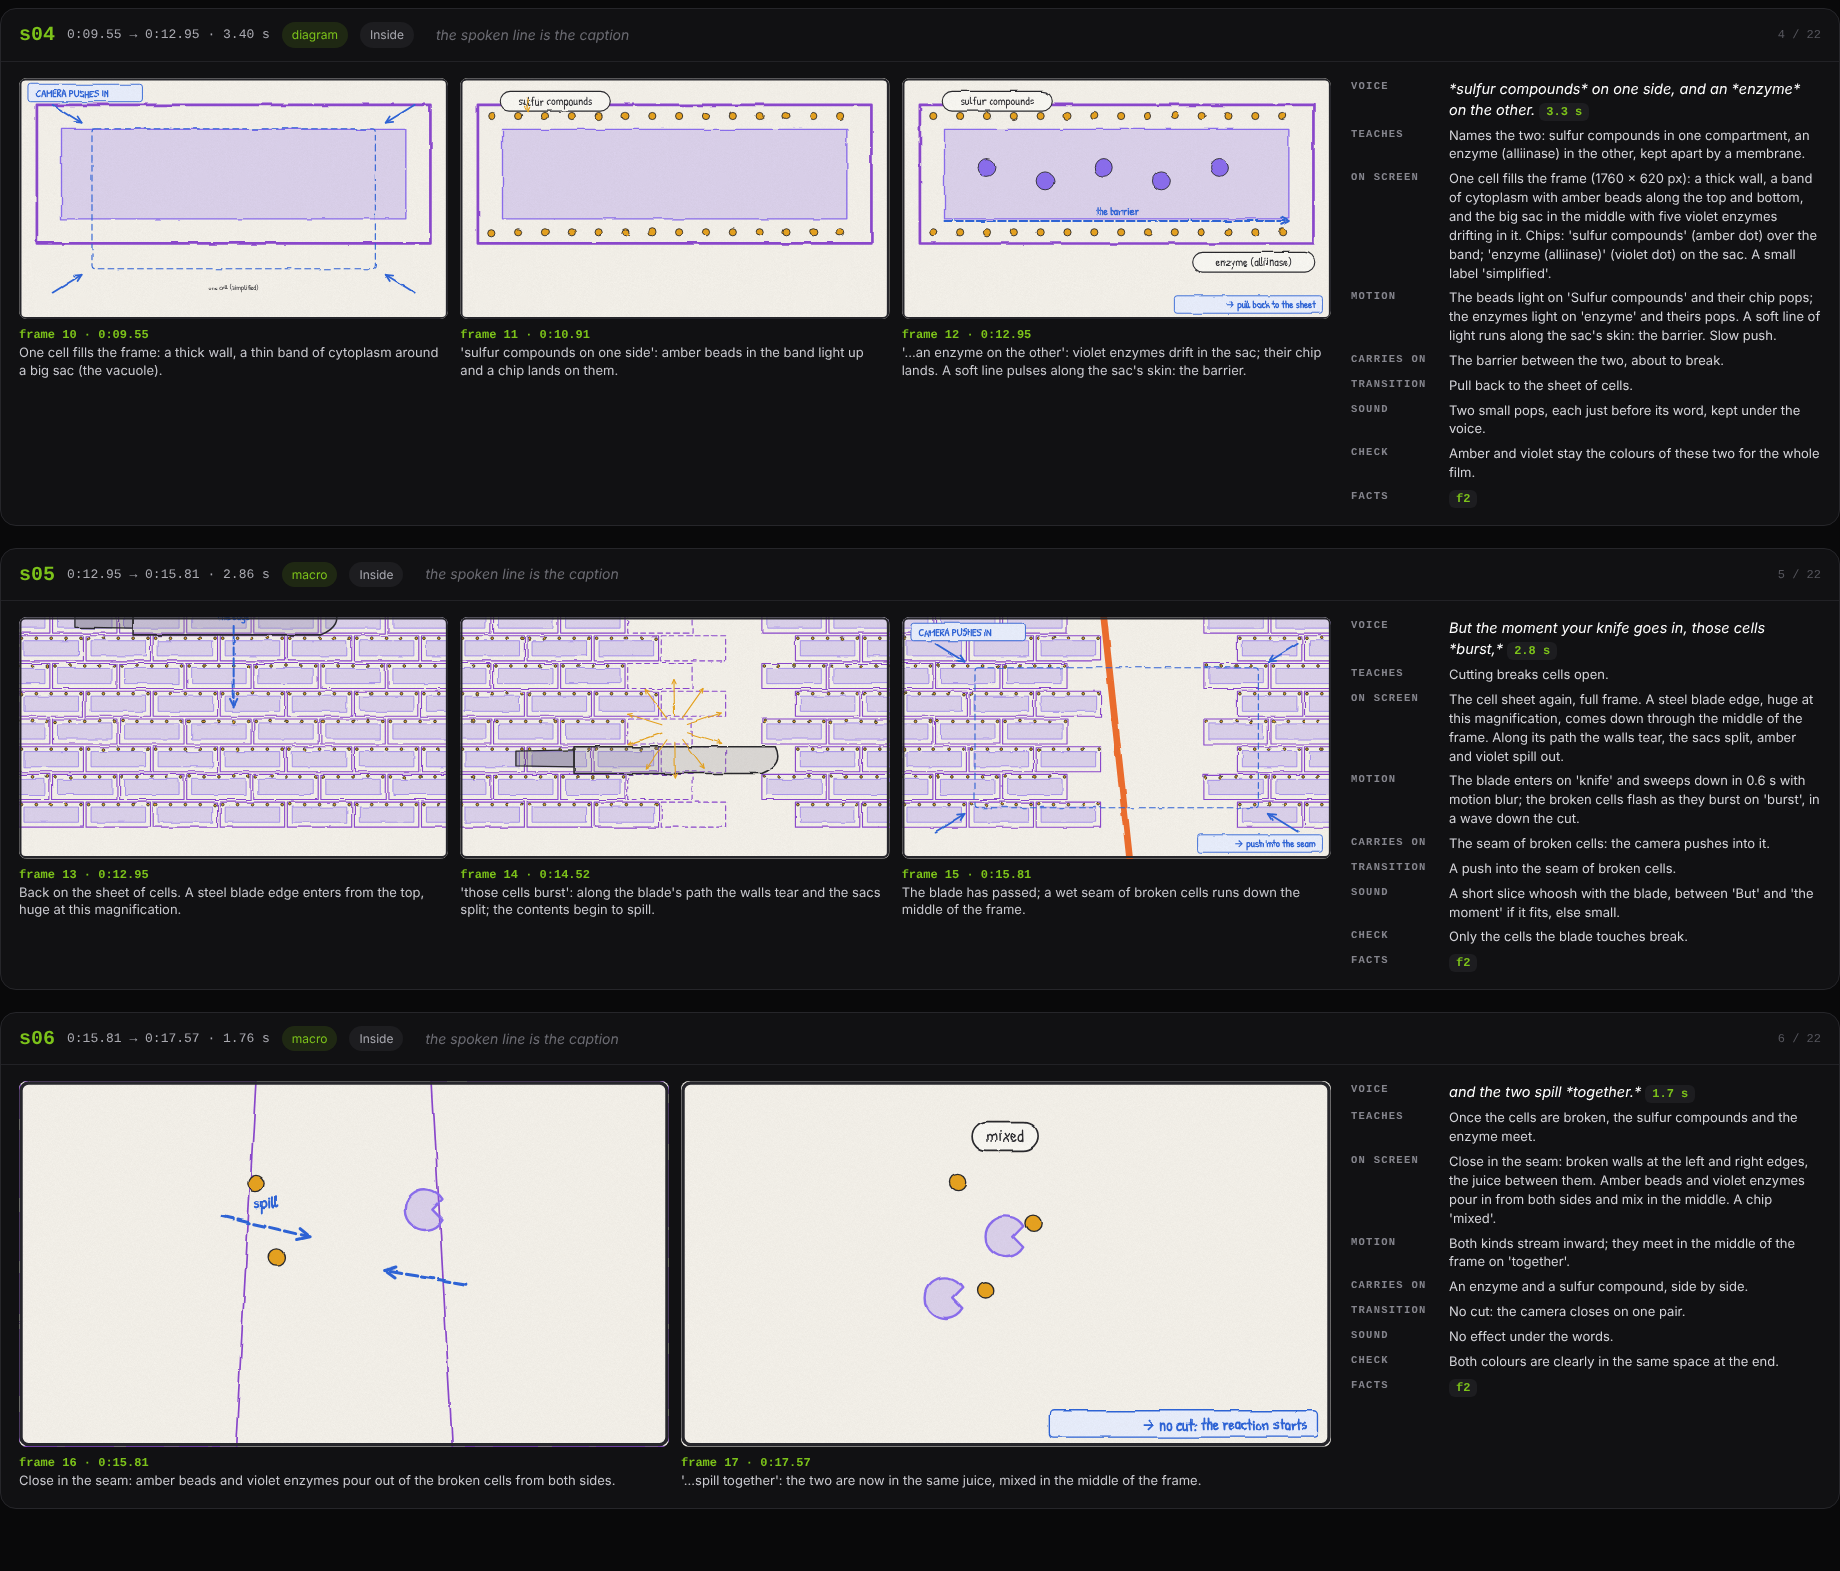 s04 0:09.55 → 0:12.95 · 3.40 s diagram Inside the spoken line is the caption 4 / 22
CAMERA PUSHES IN
one cell (simplified)
frame 10 · 0:09.55
One cell fills the frame: a thick wall, a thin band of cytoplasm around
a big sac (the vacuole).
sulfur compounds
frame 11 · 0:10.91
'sulfur compounds on one side': amber beads in the band light up
and a chip lands on them.
sulfur compounds
the barrier
enzyme (alliinase)
→ pull back to the sheet
frame 12 · 0:12.95
'...an enzyme on the other': violet enzymes drift in the sac; their chip
lands. A soft line pulses along the sac's skin: the barrier.
VOICE
*sulfur compounds* on one side, and an *enzyme*
on the other. 3.3 s
TEACHES
Names the two: sulfur compounds in one compartment, an
enzyme (alliinase) in the other, kept apart by a membrane.
ON SCREEN
One cell fills the frame (1760 × 620 px): a thick wall, a band
of cytoplasm with amber beads along the top and bottom,
and the big sac in the middle with five violet enzymes
drifting in it. Chips: 'sulfur compounds' (amber dot) over the
band; 'enzyme (alliinase)' (violet dot) on the sac. A small
label 'simplified'.
MOTION
The beads light on 'Sulfur compounds' and their chip pops;
the enzymes light on 'enzyme' and theirs pops. A soft line of
light runs along the sac's skin: the barrier. Slow push.
CARRIES ON
The barrier between the two, about to break.
TRANSITION
Pull back to the sheet of cells.
SOUND
Two small pops, each just before its word, kept under the
voice.
CHECK
Amber and violet stay the colours of these two for the whole
film.
FACTS
f2
s05 0:12.95 → 0:15.81 · 2.86 s macro Inside the spoken line is the caption 5 / 22
frame 13 · 0:12.95
Back on the sheet of cells. A steel blade edge enters from the top,
huge at this magnification.
frame 14 · 0:14.52
'those cells burst': along the blade's path the walls tear and the sacs
split; the contents begin to spill.
CAMERA PUSHES IN
→ push into the seam
frame 15 · 0:15.81
The blade has passed; a wet seam of broken cells runs down the
middle of the frame.
VOICE
But the moment your knife goes in, those cells
*burst,* 2.8 s
TEACHES
Cutting breaks cells open.
ON SCREEN
The cell sheet again, full frame. A steel blade edge, huge at
this magnification, comes down through the middle of the
frame. Along its path the walls tear, the sacs split, amber
and violet spill out.
MOTION
The blade enters on 'knife' and sweeps down in 0.6 s with
motion blur; the broken cells flash as they burst on 'burst', in
a wave down the cut.
CARRIES ON
The seam of broken cells: the camera pushes into it.
TRANSITION
A push into the seam of broken cells.
SOUND
A short slice whoosh with the blade, between 'But' and 'the
moment' if it fits, else small.
CHECK
Only the cells the blade touches break.
FACTS
f2
s06 0:15.81 → 0:17.57 · 1.76 s macro Inside the spoken line is the caption 6 / 22
spill
frame 16 · 0:15.81
Close in the seam: amber beads and violet enzymes pour out of the broken cells from both sides.
mixed
→ no cut: the reaction starts
frame 17 · 0:17.57
'...spill together': the two are now in the same juice, mixed in the middle of the frame.
VOICE
and the two spill *together.* 1.7 s
TEACHES
Once the cells are broken, the sulfur compounds and the
enzyme meet.
ON SCREEN
Close in the seam: broken walls at the left and right edges,
the juice between them. Amber beads and violet enzymes
pour in from both sides and mix in the middle. A chip
'mixed'.
MOTION
Both kinds stream inward; they meet in the middle of the
frame on 'together'.
CARRIES ON
An enzyme and a sulfur compound, side by side.
TRANSITION
No cut: the camera closes on one pair.
SOUND
No effect under the words.
CHECK
Both colours are clearly in the same space at the end.
FACTS
f2